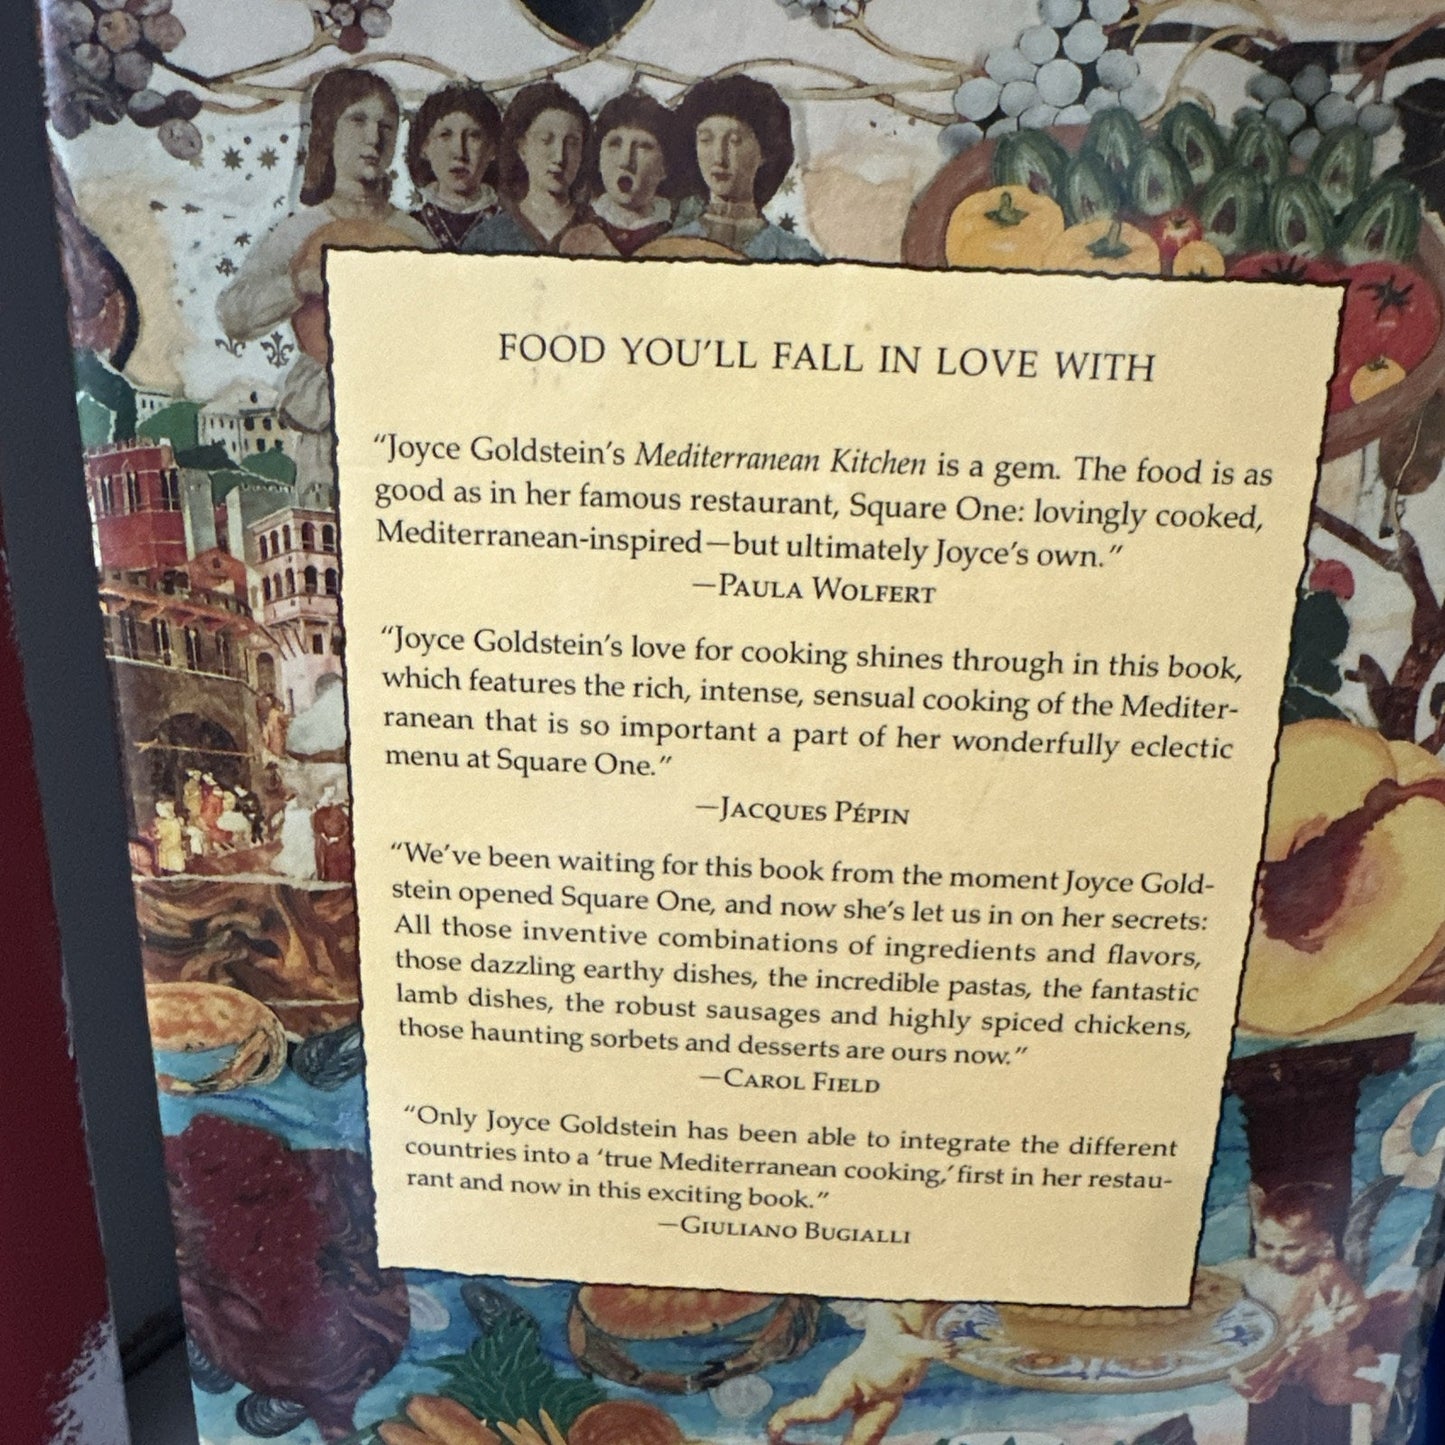 FOOD YOU'LL FALL IN LOVE WITH
"Joyce Goldstein's Mediterranean Kitchen is a gem. The food is as
good as in her famous restaurant, Square One: lovingly cooked,
Mediterranean-inspired—but ultimately Joyce's own."
—PAULA WOLFERT
"Joyce Goldstein's love for cooking shines through in this book,
which features the rich, intense, sensual cooking of the Mediter-
ranean that is so important a part of her wonderfully eclectic
menu at Square One."
—JACQUES PÉPIN
"We've been waiting for this book from the moment Joyce Gold-
stein opened Square One, and now she's let us in on her secrets:
All those inventive combinations of ingredients and flavors,
those dazzling earthy dishes, the incredible pastas, the fantastic
lamb dishes, the robust sausages and highly spiced chickens,
those haunting sorbets and desserts are ours now."
—CAROL FIELD
"Only Joyce Goldstein has been able to integrate the different
countries into a 'true Mediterranean cooking,' first in her restau-
rant and now in this exciting book."
—GIULIANO BUGIALLI